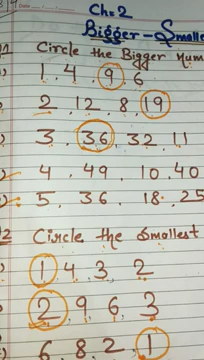 Ch:2
Bigger - Smalle
Circle the Bigger Num
1, 4, 9, 6
2, 12, 8, 19
3, 36, 32, 11
4, 49, 10, 40
5, 36, 18, 25
2 Circle the Smallest
1, 4, 3, 2
2, 9, 6, 3
6, 8, 2, 1